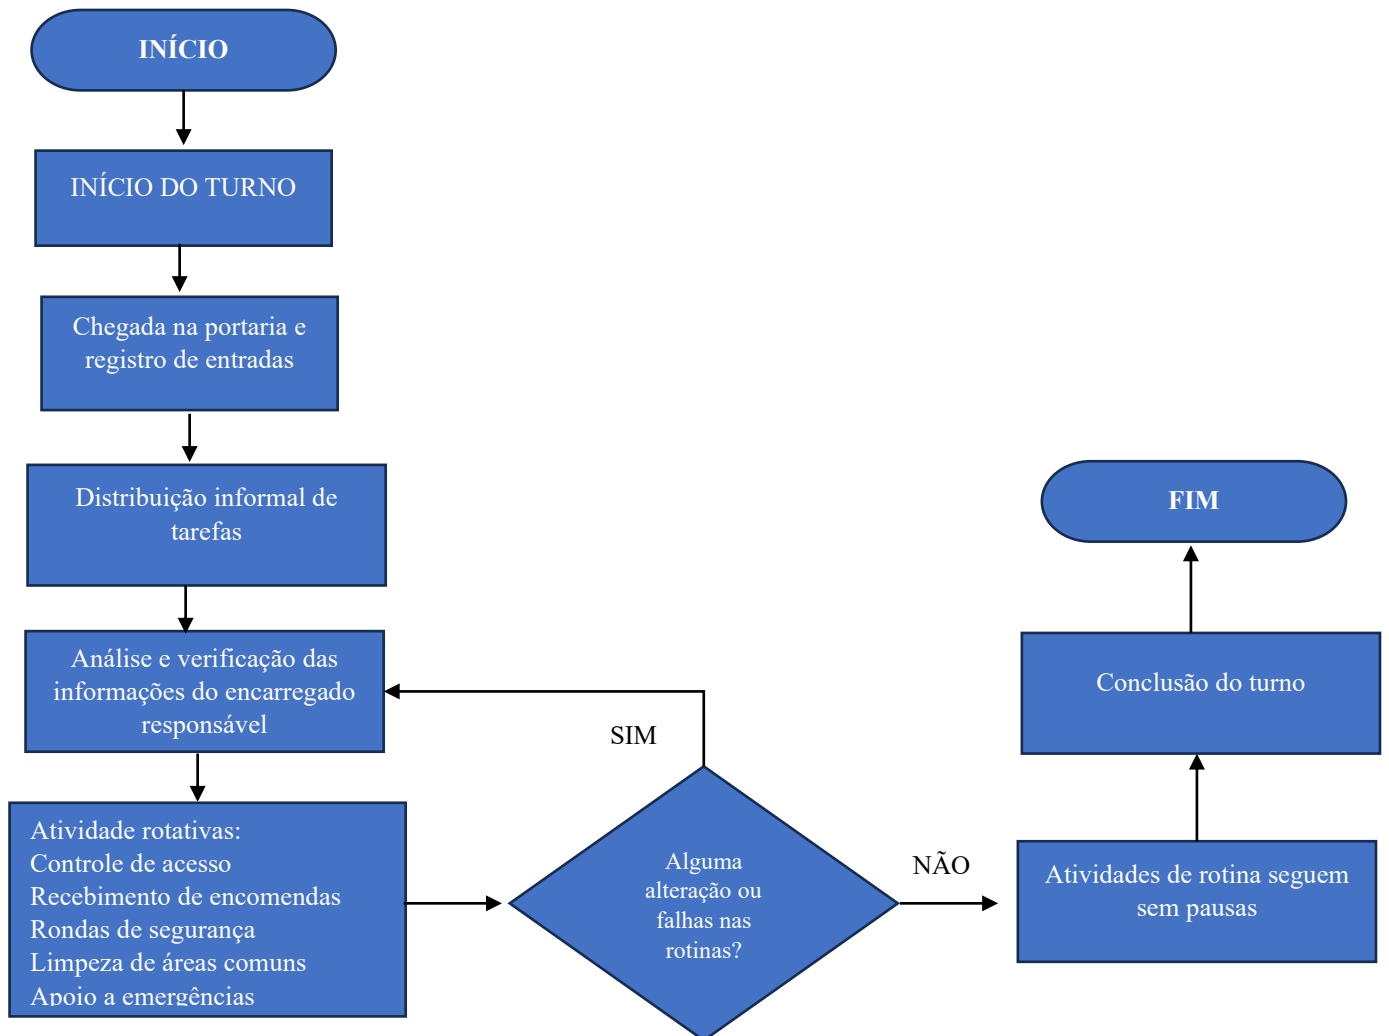 INÍCIO
INÍCIO DO TURNO
Chegada na portaria e
registro de entradas
Distribuição informal de
tarefas
Análise e verificação das
informações do encarregado
responsável
Atividade rotativas:
Controle de acesso
Recebimento de encomendas
Rondas de segurança
Limpeza de áreas comuns
Apoio a emergências
SIM
Alguma
alteração ou
falhas nas
rotinas?
NÃO
Atividades de rotina seguem
sem pausas
Conclusão do turno
FIM